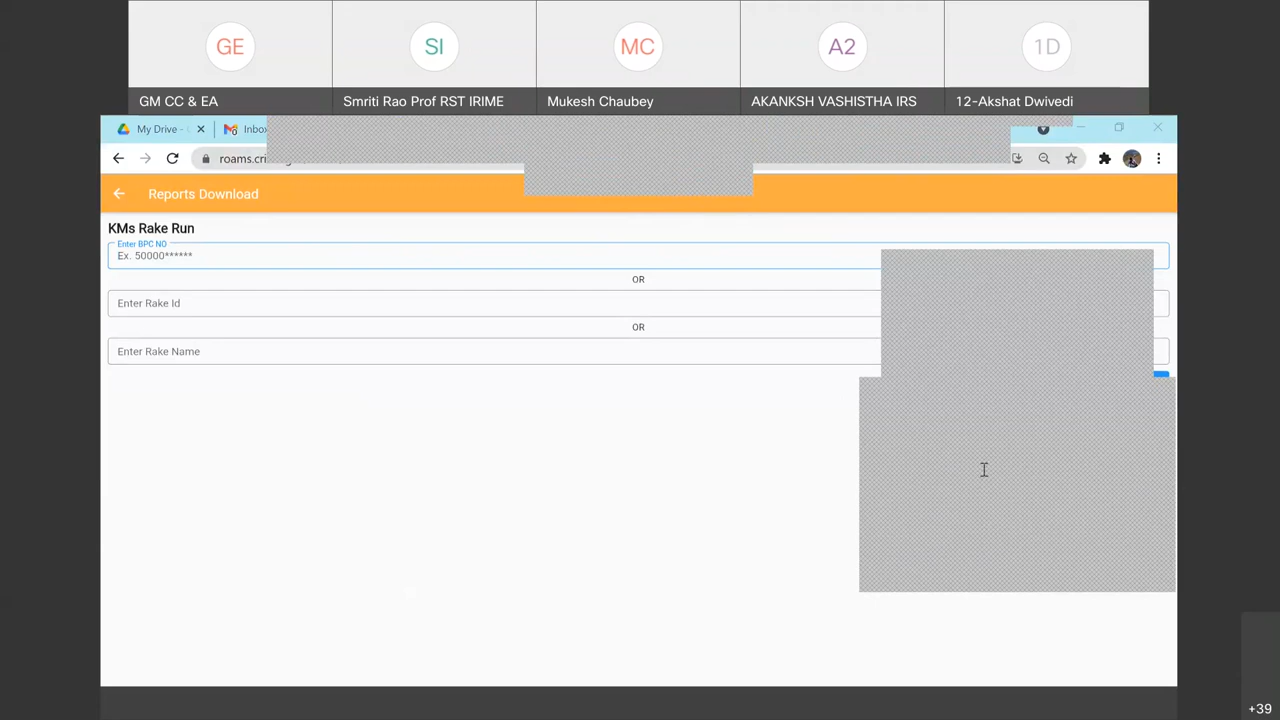 GE
SI
MC
A2
1D
GM CC & EA
Smriti Rao Prof RST IRIME
Mukesh Chaubey
AKANKSH VASHISTHA IRS
12-Akshat Dwivedi
My Drive -
Inbox
roams.cri
Reports Download
KMs Rake Run
Enter BPC NO
Ex. 50000******
OR
Enter Rake Id
OR
Enter Rake Name
+39